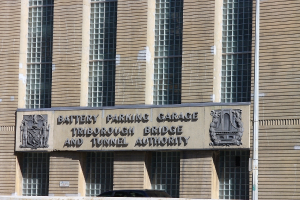 BATTERY PARKING GARAGE
TRIBOROUGH BRIDGE
AND TUNNEL AUTHORITY